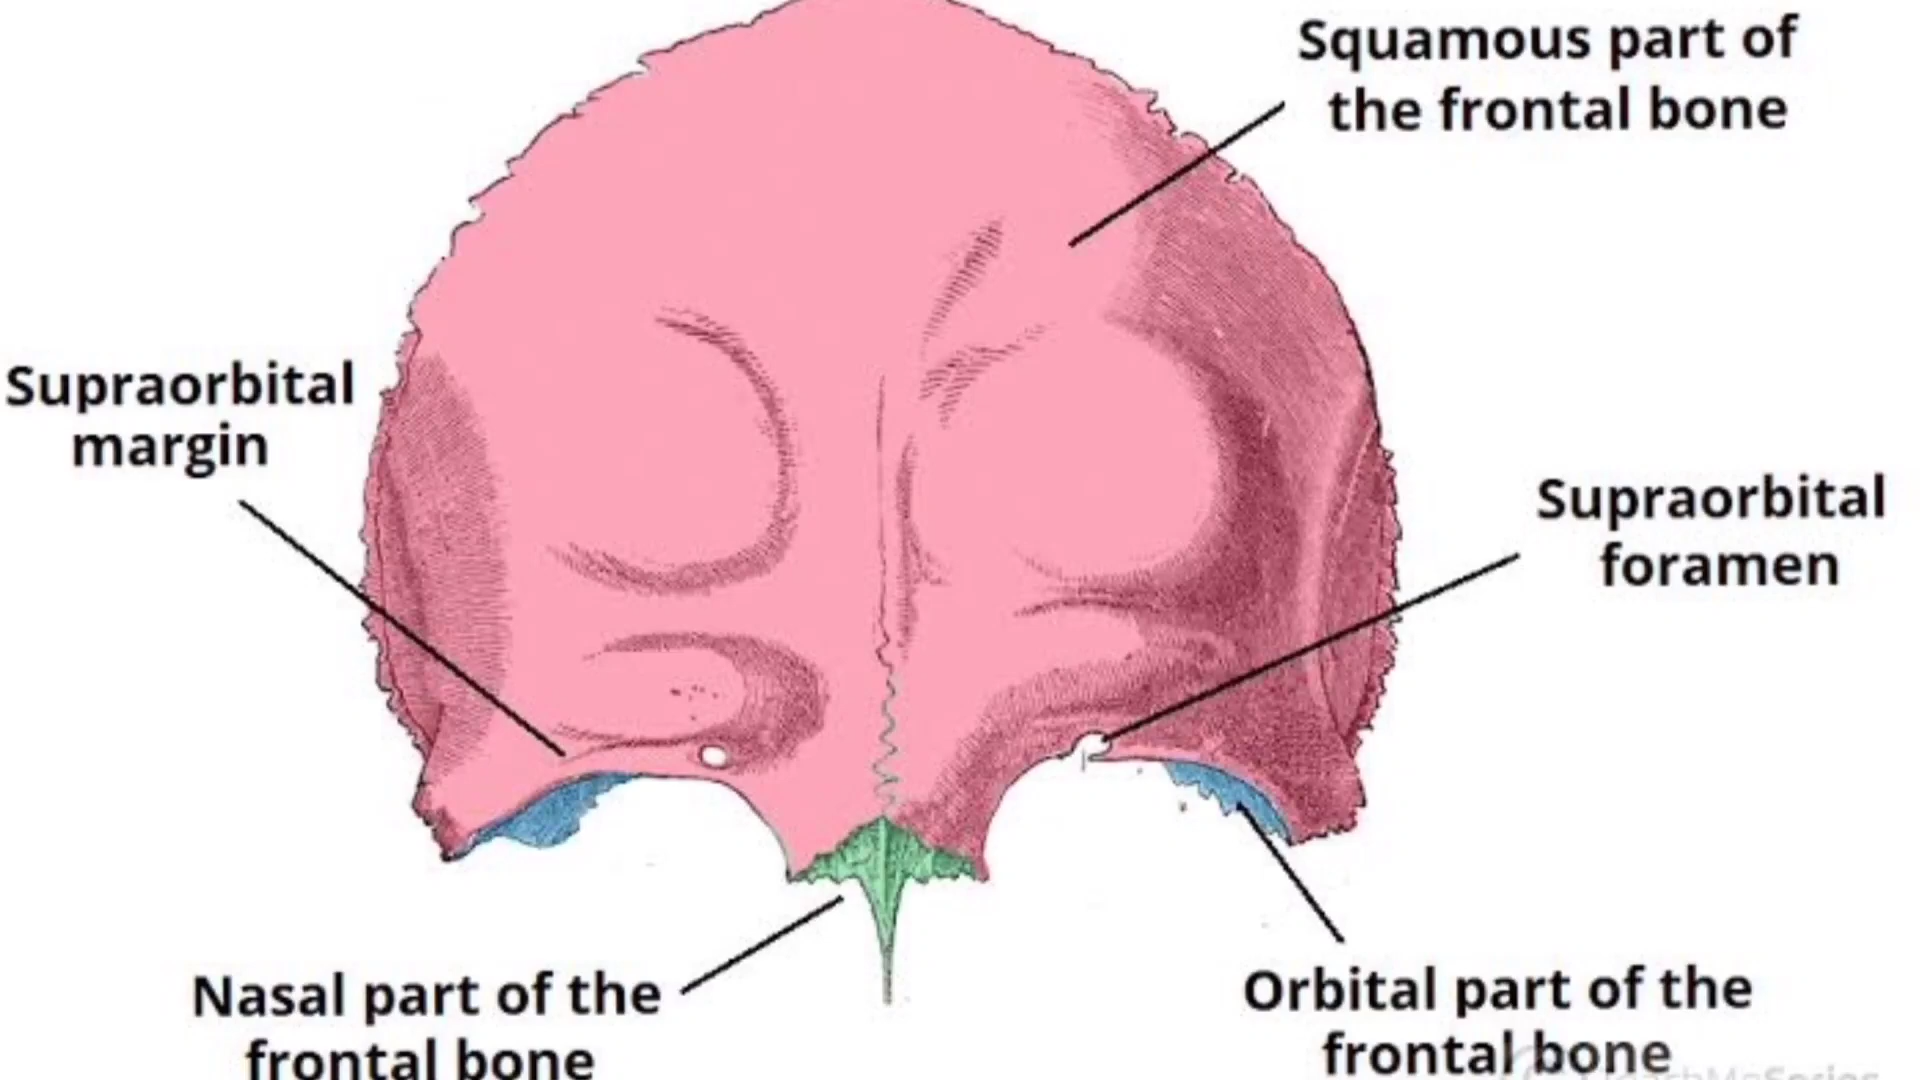 Squamous part of
the frontal bone
Supraorbital
margin
Supraorbital
foramen
Nasal part of the
frontal bone
Orbital part of the
frontal bone